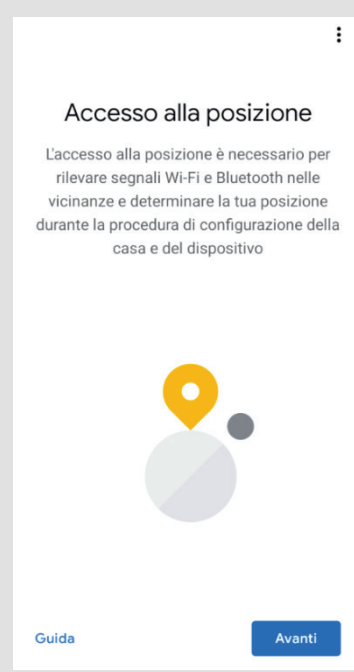 Accesso alla posizione
L'accesso alla posizione è necessario per
rilevare segnali Wi-Fi e Bluetooth nelle
vicinanze e determinare la tua posizione
durante la procedura di configurazione della
casa e del dispositivo
Guida
Avanti